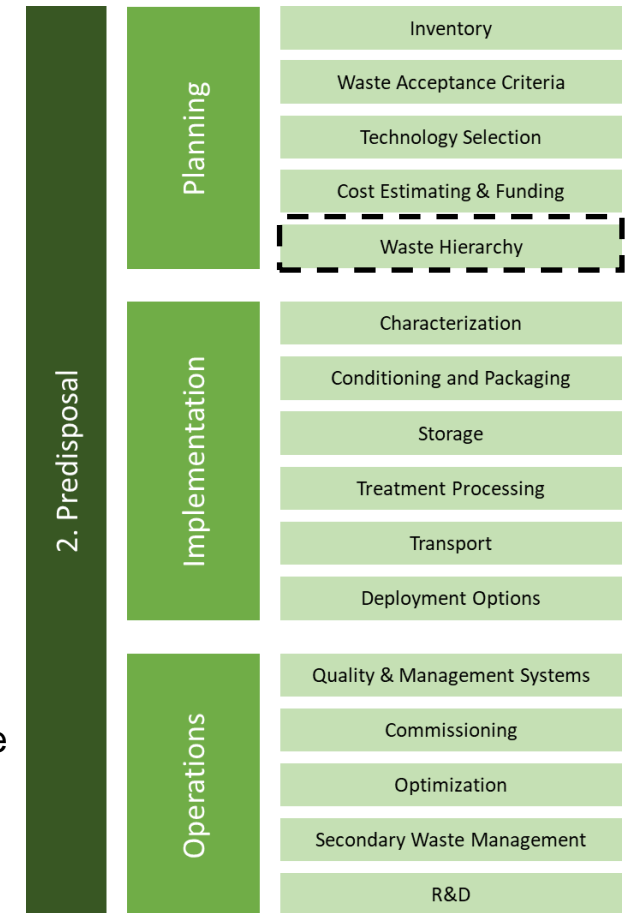 2. Predisposal
Planning
Inventory
Waste Acceptance Criteria
Technology Selection
Cost Estimating & Funding
Waste Hierarchy
Implementation
Characterization
Conditioning and Packaging
Storage
Treatment Processing
Transport
Deployment Options
Operations
Quality & Management Systems
Commissioning
Optimization
Secondary Waste Management
R&D
e